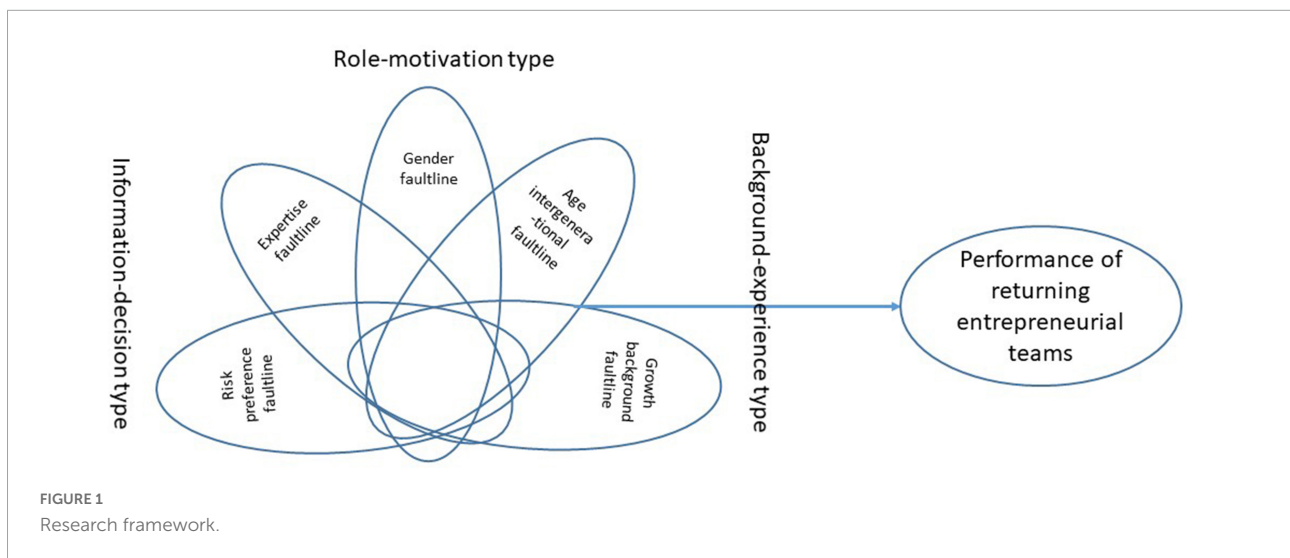 Role-motivation type
Information-decision type
Risk
preference
faultline
Expertise
faultline
Gender
faultline
Age
intergenera
-tional
faultline
Growth
background
faultline
Background-experience type
Performance of
returning
entrepreneurial
teams
FIGURE 1
Research framework.